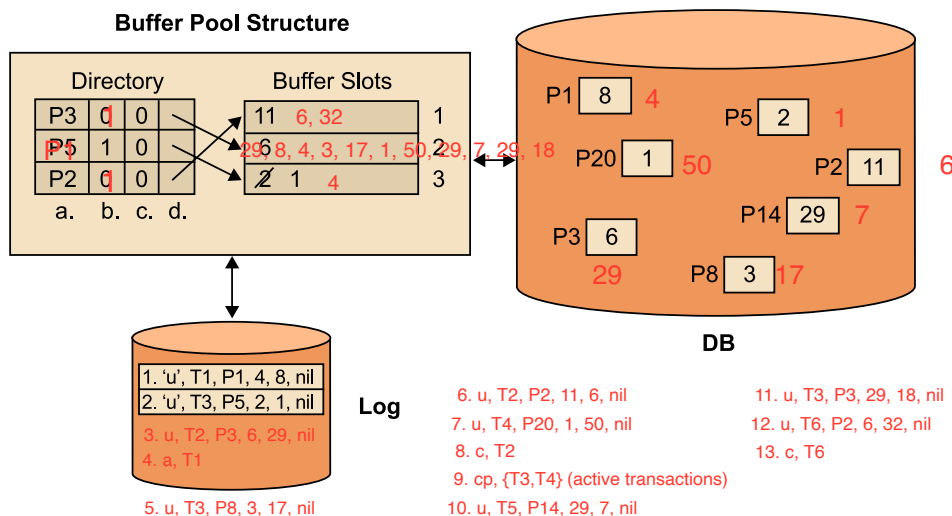 Buffer Pool Structure
Directory
Buffer Slots
P3 0 1 0
11 6, 32 1
P5 P1 1 0
6 29, 8, 4, 3, 17, 1, 50, 29, 7, 29, 18 2
P2 0 1 0
2 1 4 3
a. b. c. d.
P1 8 4
P5 2 1
P20 1 50
P2 11 6
P14 29 7
P3 6 29
P8 3 17
DB
1. ‘u’, T1, P1, 4, 8, nil
2. ‘u’, T3, P5, 2, 1, nil
3. u, T2, P3, 6, 29, nil
4. a, T1
Log
5. u, T3, P8, 3, 17, nil
6. u, T2, P2, 11, 6, nil
7. u, T4, P20, 1, 50, nil
8. c, T2
9. cp, {T3,T4} (active transactions)
10. u, T5, P14, 29, 7, nil
11. u, T3, P3, 29, 18, nil
12. u, T6, P2, 6, 32, nil
13. c, T6